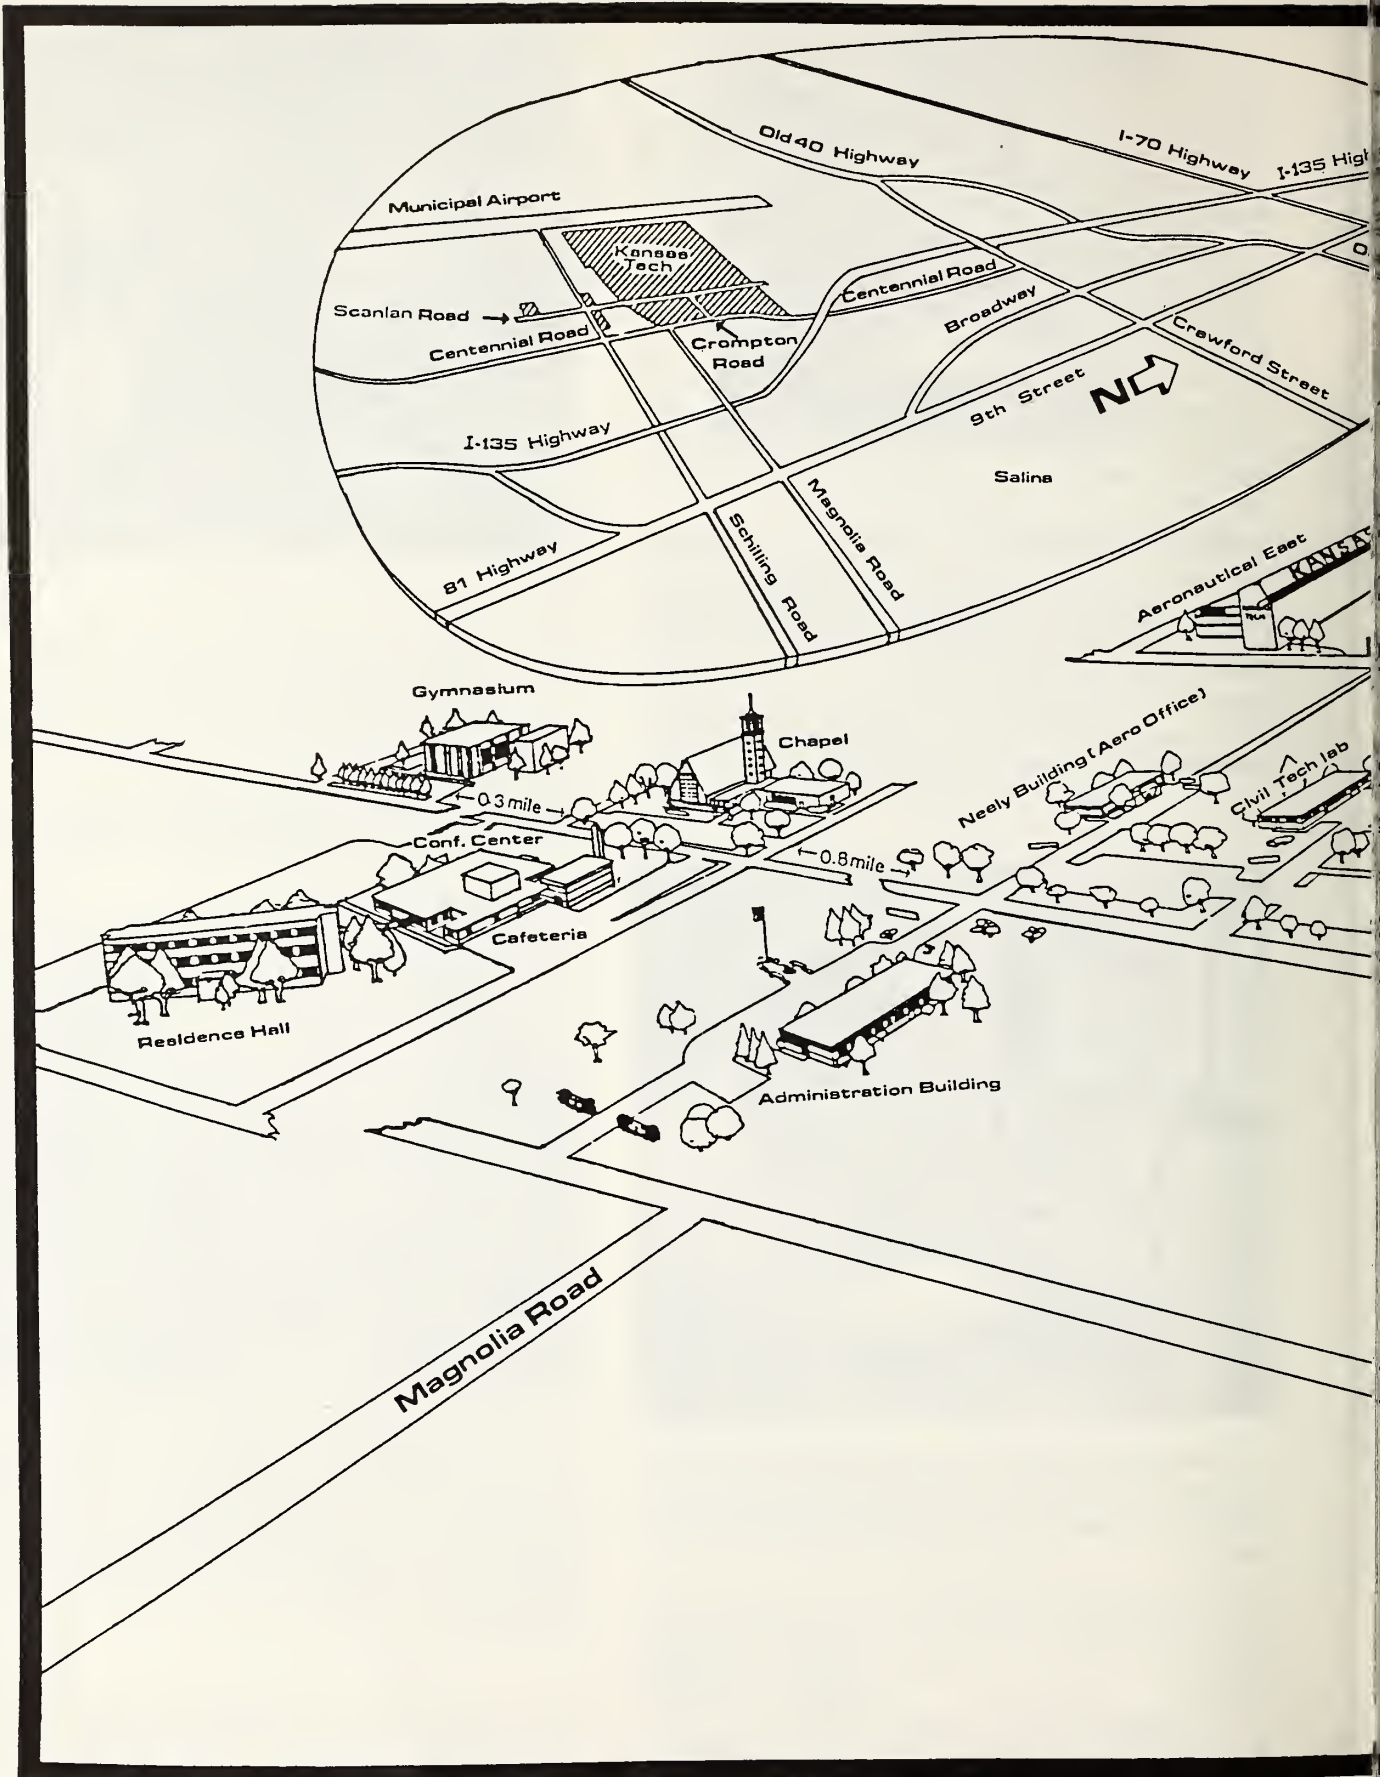 Old 40 Highway
I-70 Highway
I-135 High
Municipal Airport
Kansas
Tech
Scanlan Road
Centennial Road
Centennial Road
Broadway
Crompton
Road
Crawford Street
9th Street
N
I-135 Highway
Salina
Magnolia Road
Schilling Road
81 Highway
Aeronautical East
KANSAS
Gymnasium
Chapel
Neely Building (Aero Office)
Civil Tech lab
0.3 mile
Conf. Center
0.8 mile
Cafeteria
Residence Hall
Administration Building
Magnolia Road